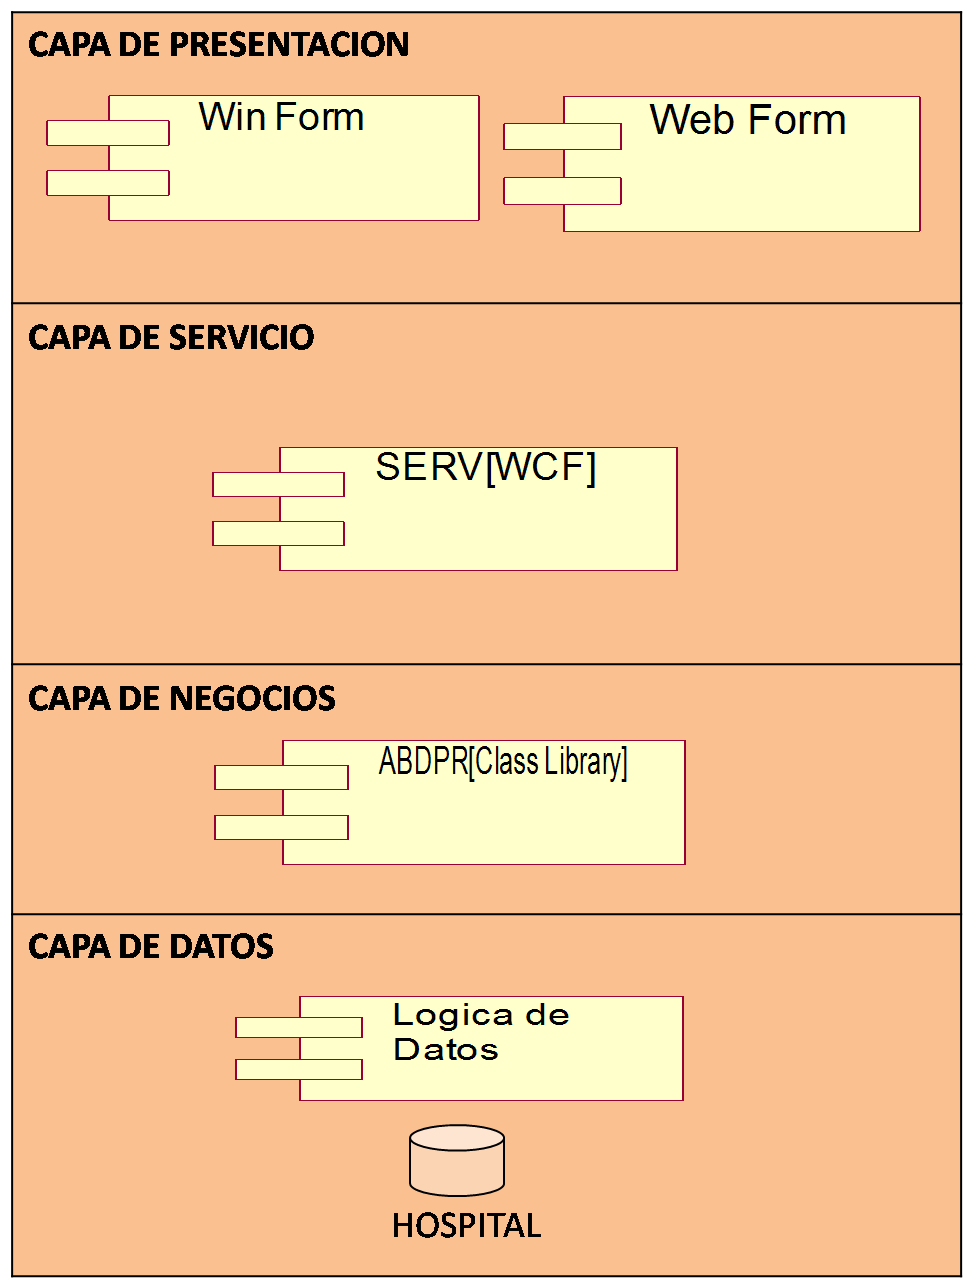 CAPA DE PRESENTACION
Win Form
Web Form
CAPA DE SERVICIO
SERV[WCF]
CAPA DE NEGOCIOS
ABDPR[Class Library]
CAPA DE DATOS
Logica de
Datos
HOSPITAL